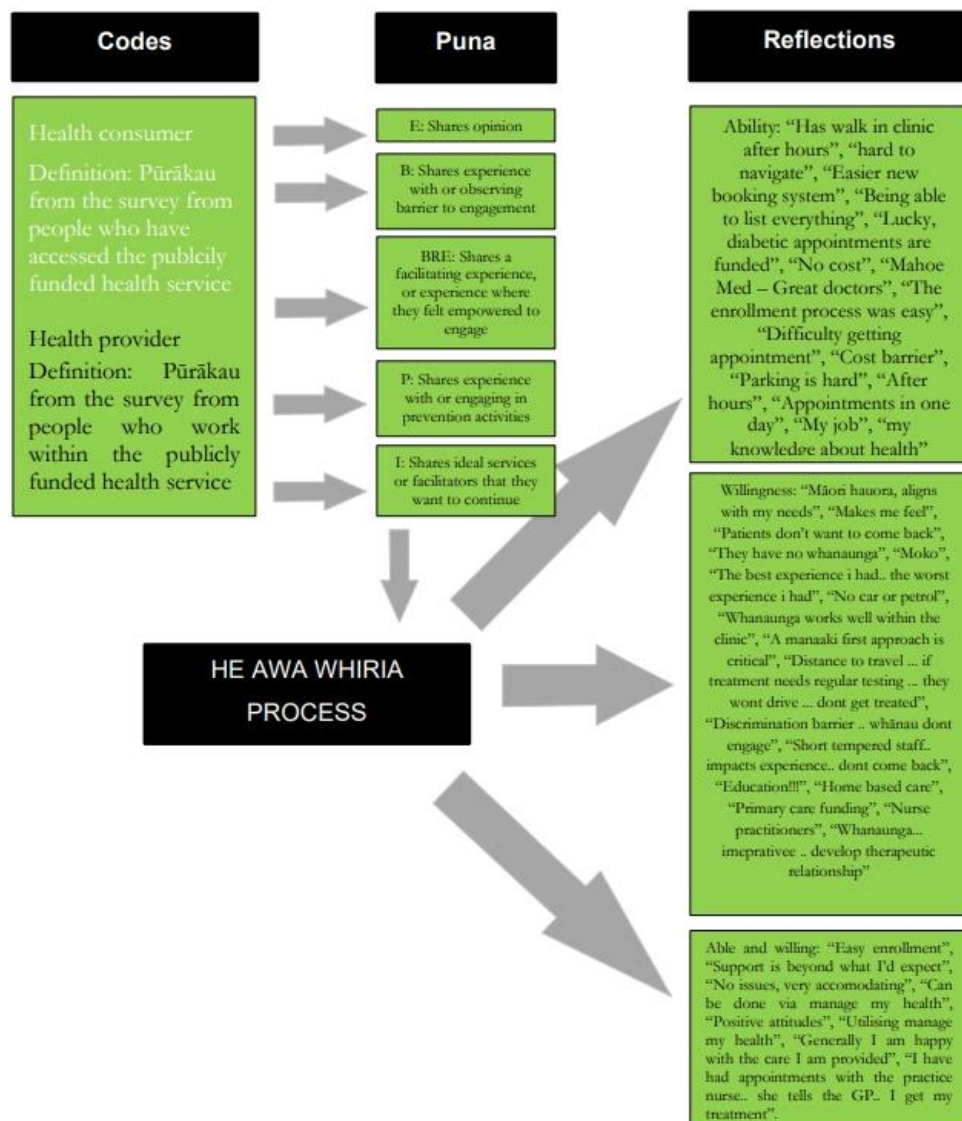 Codes
Puna
Reflections
Health consumer
Definition: Pūrākau
from the survey from
people who have
accessed the publcily
funded health service
Health provider
Definition: Pūrākau
from the survey from
people who work
within the publicly
funded health service
E: Shares opinion
B: Shares experience
with or observing
barrier to engagement
BRE: Shares a
facilitating experience,
or experience where
they felt empowered to
engage
P: Shares experience
with or engaging in
prevention activities
I: Shares ideal services
or facilitators that they
want to continue
HE AWA WHIRIA
PROCESS
Ability: “Has walk in clinic
after hours”, “hard to
navigate”, “Easier new
booking system”, “Being able
to list everything”, “Lucky,
diabetic appointments are
funded”, “No cost”, “Mahoe
Med – Great doctors”, “The
enrollment process was easy”,
“Difficulty getting
appointment”, “Cost barrier”,
“Parking is hard”, “After
hours”, “Appointments in one
day”, “My job”, “my
knowledge about health”
Willingness: “Māori hauora, aligns
with my needs”, “Makes me feel”,
“Patients don’t want to come back”,
“They have no whanaunga”, “Moko”,
“The best experience i had.. the worst
experience i had”, “No car or petrol”,
“Whanaunga works well within the
clinic”, “A manaaki first approach is
critical”, “Distance to travel ... if
treatment needs regular testing ... they
wont drive ... dont get treated”,
“Discrimination barrier .. whānau dont
engage”, “Short tempered staff..
impacts experience.. dont come back”,
“Education!!!”, “Home based care”,
“Primary care funding”, “Nurse
practitioners”, “Whanaunga...
imeprativee .. develop therapeutic
relationship”
Able and willing: “Easy enrollment”,
“Support is beyond what I’d expect”,
“No issues, very accomodating”, “Can
be done via manage my health”,
“Positive attitudes”, “Utilising manage
my health”, “Generally I am happy
with the care I am provided”, “I have
had appointments with the practice
nurse.. she tells the GP.. I get my
treatment”.